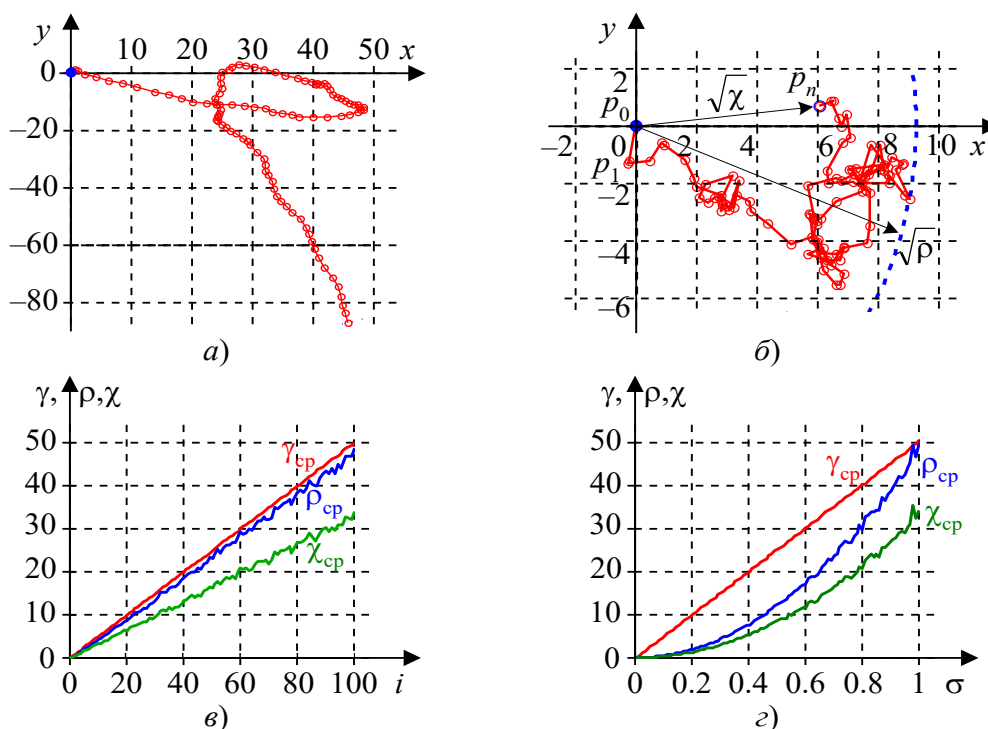 y 10 20 30 40 50 x
0
–20
–40
–60
–80
а)
y
2
p₀ √χ pₙ
–2 0 2 4 6 8 10 x
p₁
–2
–4
√ρ
–6
б)
γ, ρ,χ
50
γср
40
ρср
30
χср
20
10
0
0 20 40 60 80 100 i
в)
γ, ρ,χ
50
γср ρср
40
χср
30
20
10
0
0 0.2 0.4 0.6 0.8 1 σ
г)